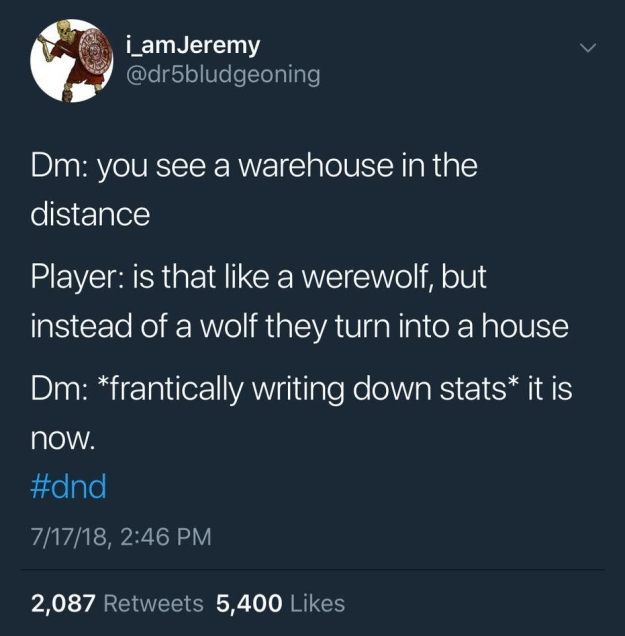 i_amJeremy
@dr5bludgeoning
Dm: you see a warehouse in the
distance
Player: is that like a werewolf, but
instead of a wolf they turn into a house
Dm: *frantically writing down stats* it is
now.
#dnd
7/17/18, 2:46 PM
2,087 Retweets 5,400 Likes